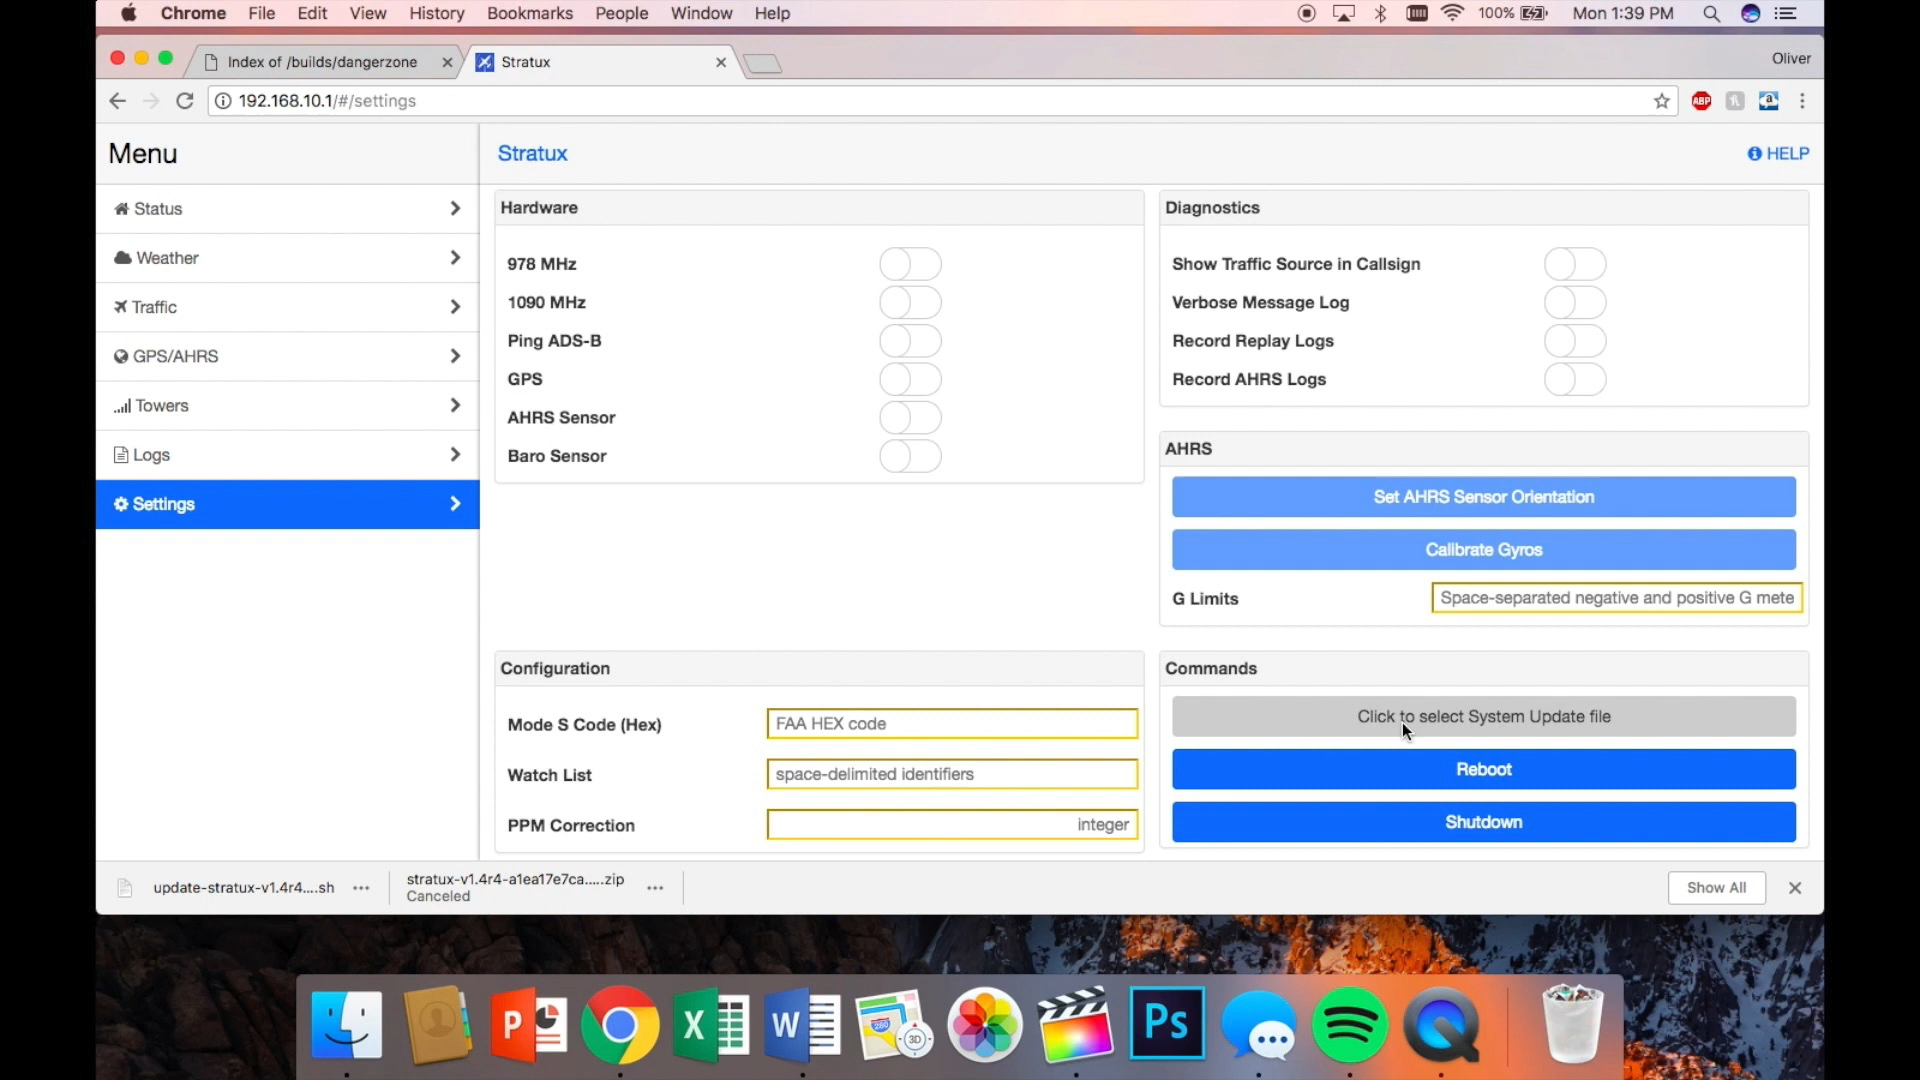 Chrome File Edit View History Bookmarks People Window Help 100% Mon 1:39 PM
Index of /builds/dangerzone Stratux Oliver
192.168.10.1/#/settings ABP
Menu
Stratux
HELP
Status
Weather
Traffic
GPS/AHRS
Towers
Logs
Settings
Hardware
978 MHz
1090 MHz
Ping ADS-B
GPS
AHRS Sensor
Baro Sensor
Diagnostics
Show Traffic Source in Callsign
Verbose Message Log
Record Replay Logs
Record AHRS Logs
AHRS
Set AHRS Sensor Orientation
Calibrate Gyros
G Limits Space-separated negative and positive G mete
Configuration
Mode S Code (Hex) FAA HEX code
Watch List space-delimited identifiers
PPM Correction integer
Commands
Click to select System Update file
Reboot
Shutdown
update-stratux-v1.4r4....sh
stratux-v1.4r4-a1ea17e7ca.....zip
Canceled
Show All
P X W 280 3D Ps